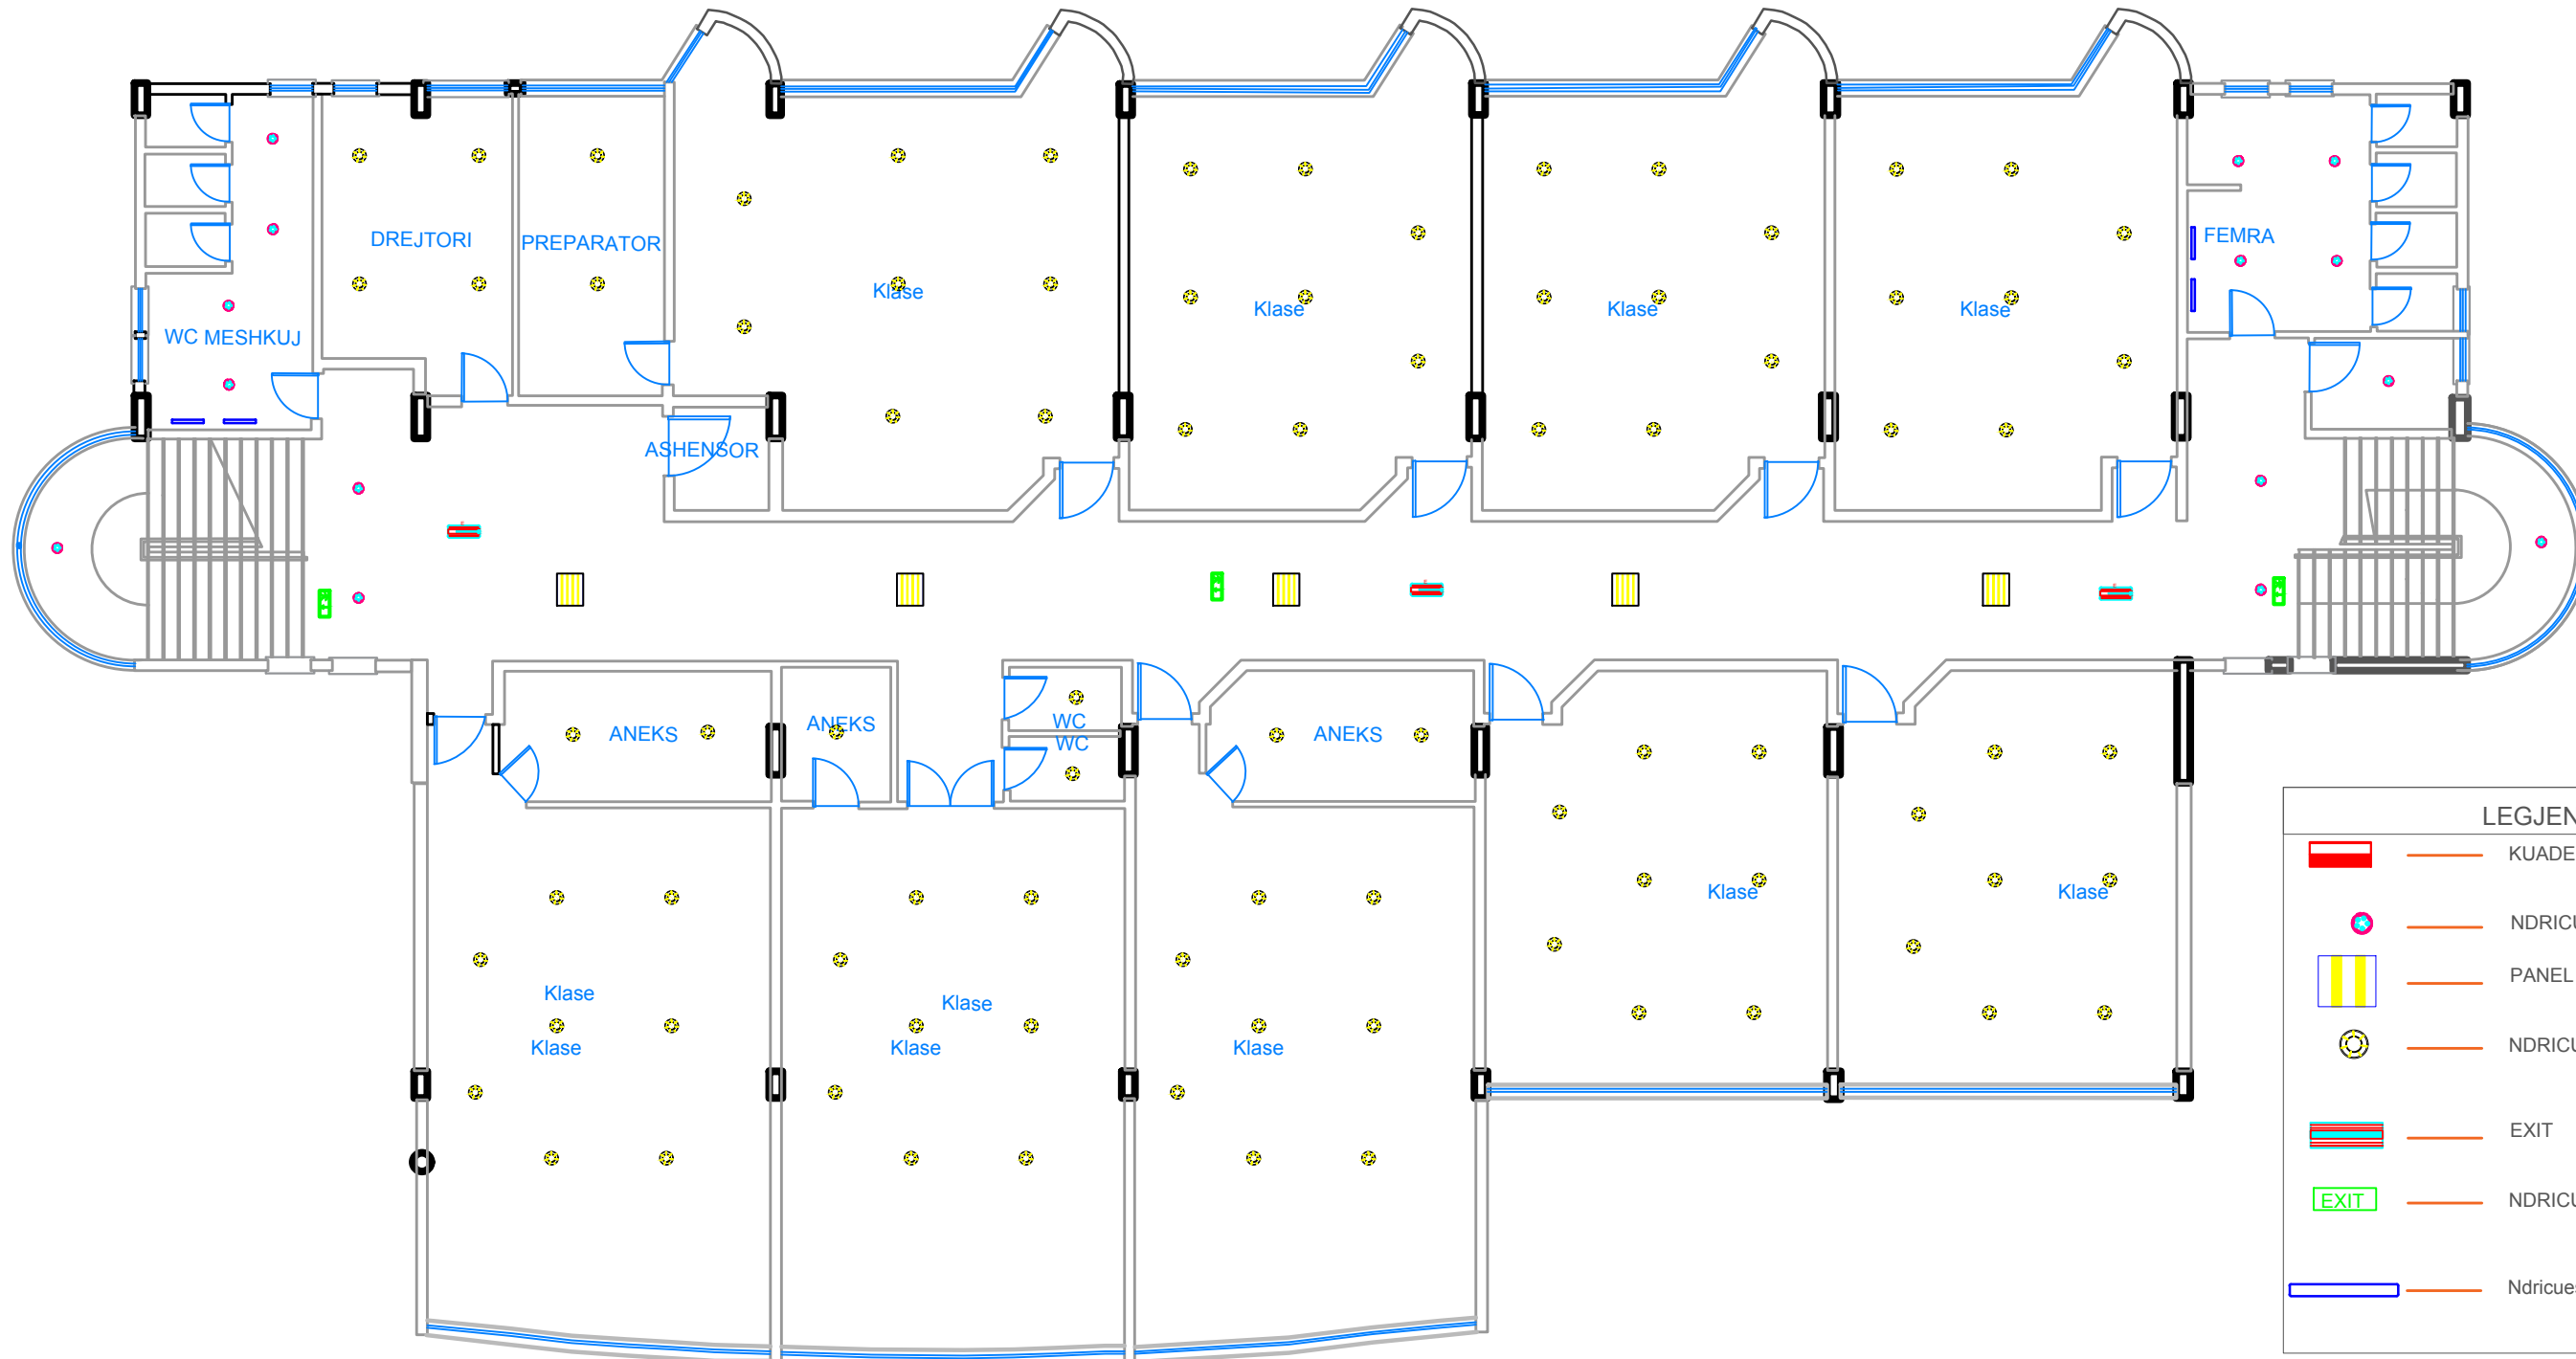 DREJTORI
PREPARATOR
FEMRA
Klase
Klase
Klase
Klase
WC MESHKUJ
ASHENSOR
ANEKS
ANEKS
WC
WC
ANEKS
Klase
Klase
Klase
Klase
Klase
Klase
Klase
LEGJEN
KUADE
NDRICU
PANEL
NDRICU
EXIT
EXIT
NDRICU
Ndricue